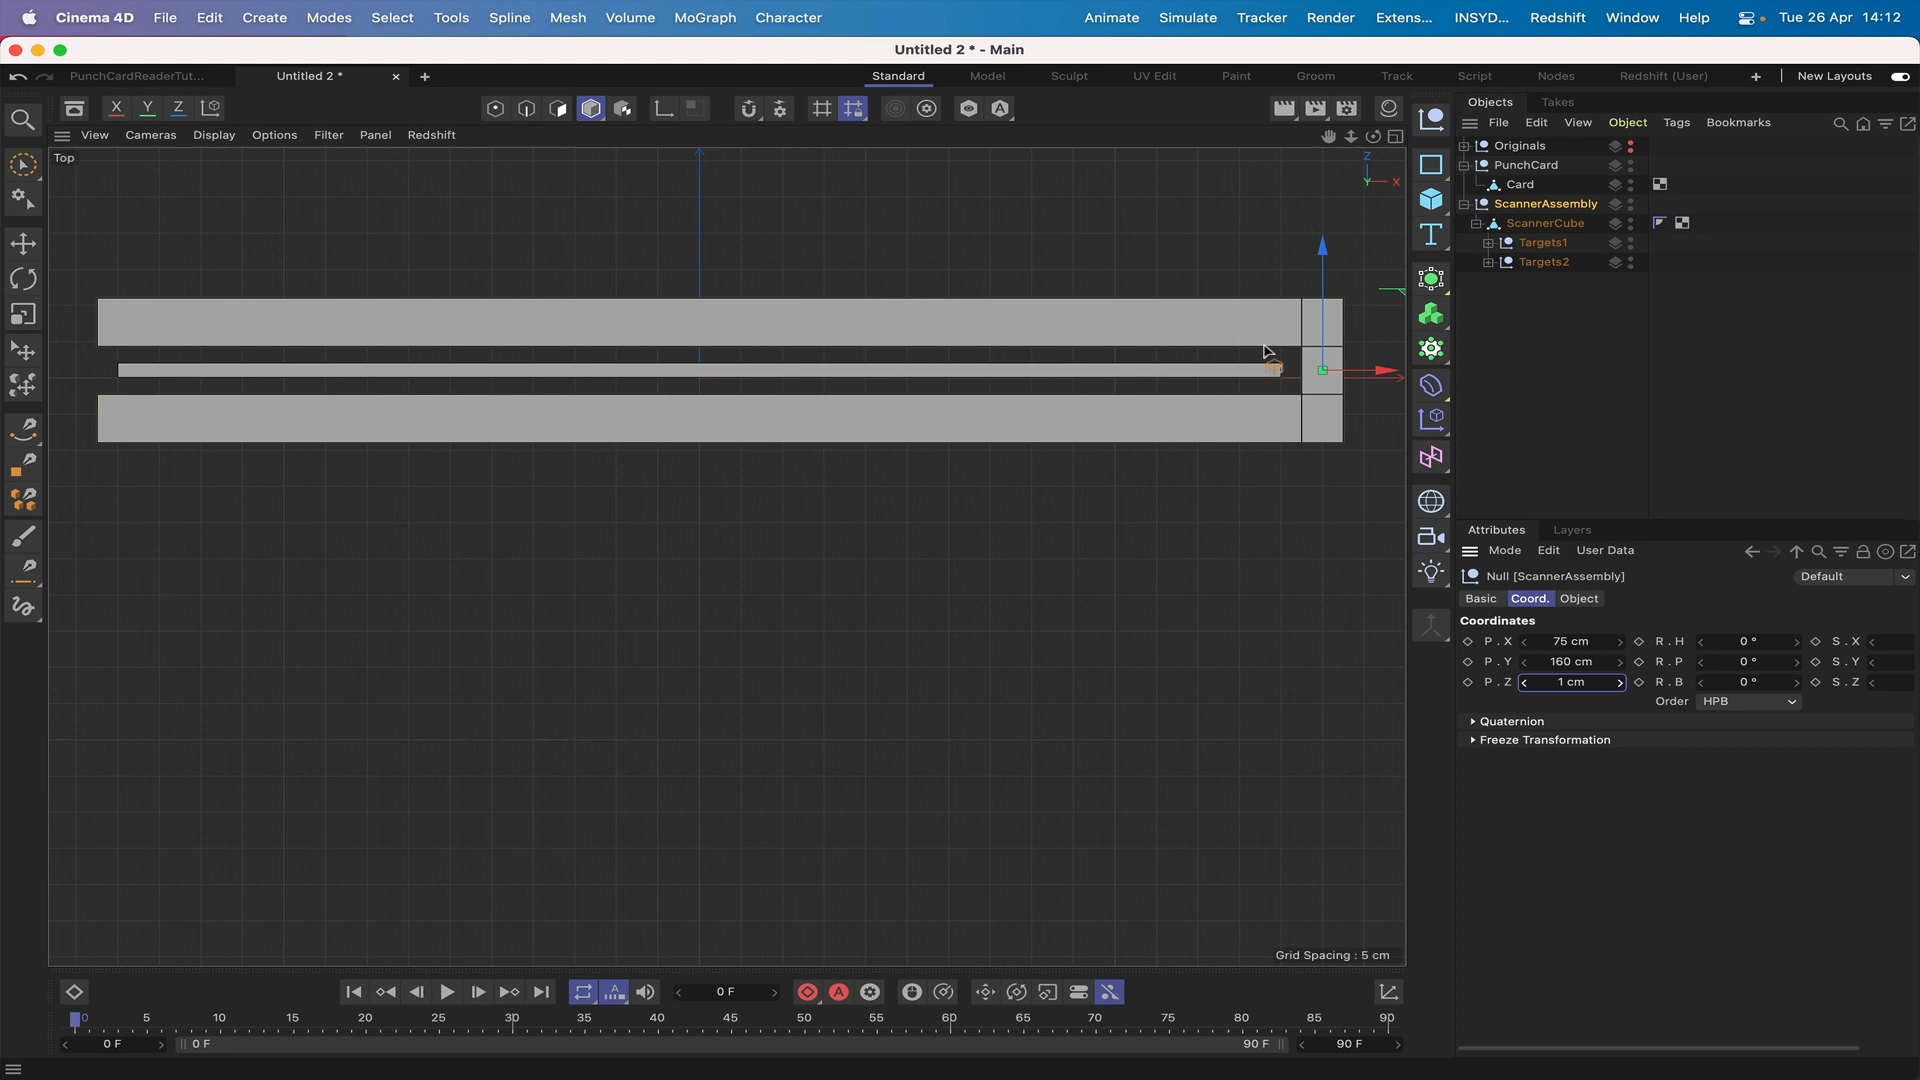 Cinema 4D File Edit Create Modes Select Tools Spline Mesh Volume MoGraph Character Animate Simulate Tracker Render Extens... INSYD... Redshift Window Help Tue 26 Apr 14:12
Untitled 2 * - Main
PunchCardReaderTut... Untitled 2 * Standard Model Sculpt UV Edit Paint Groom Track Script Nodes Redshift (User) New Layouts
X Y Z
Objects Takes
File Edit View Object Tags Bookmarks
View Cameras Display Options Filter Panel Redshift
Top
Z
Y X
Originals
PunchCard
Card
ScannerAssembly
ScannerCube
Targets1
Targets2
Attributes Layers
Mode Edit User Data
Null [ScannerAssembly] Default
Basic Coord. Object
Coordinates
P . X 75 cm R . H 0 ° S . X
P . Y 160 cm R . P 0 ° S . Y
P . Z 1 cm R . B 0 ° S . Z
Order HPB
Quaternion
Freeze Transformation
Grid Spacing : 5 cm
0 F
0 5 10 15 20 25 30 35 40 45 50 55 60 65 70 75 80 85 90
0 F 0 F 90 F 90 F